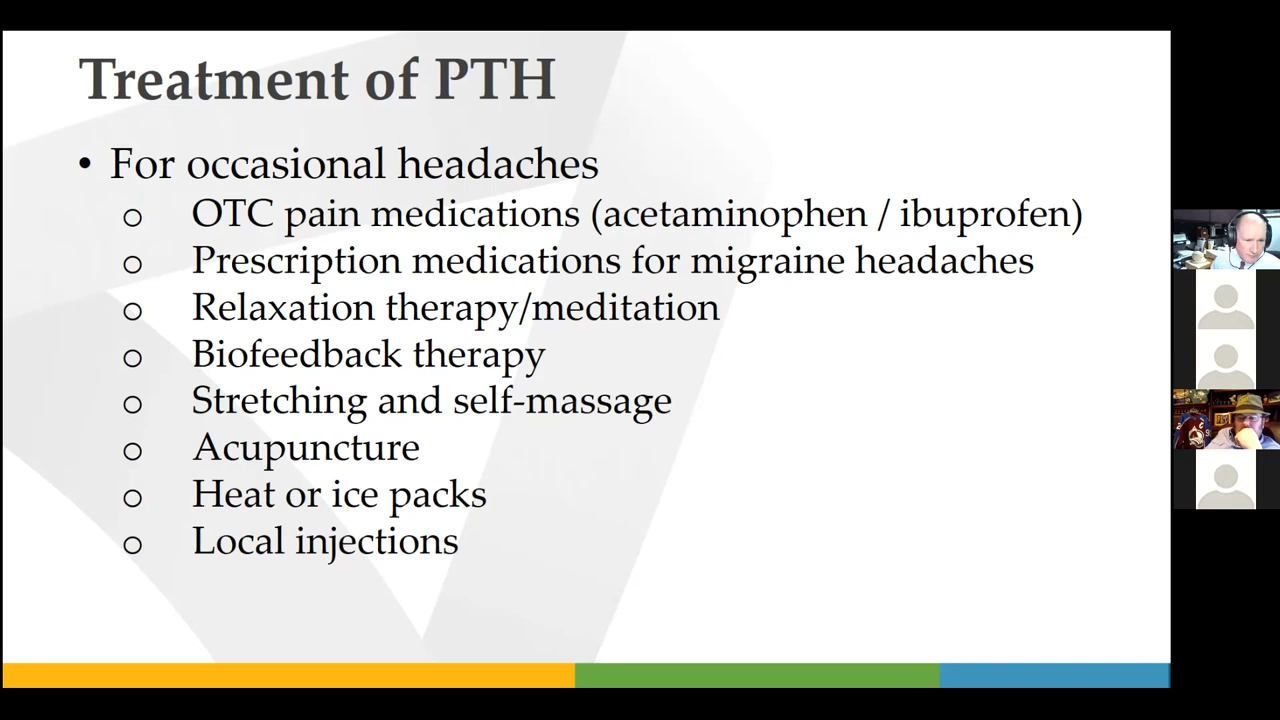 Treatment of PTH
• For occasional headaches
o OTC pain medications (acetaminophen / ibuprofen)
o Prescription medications for migraine headaches
o Relaxation therapy/meditation
o Biofeedback therapy
o Stretching and self-massage
o Acupuncture
o Heat or ice packs
o Local injections